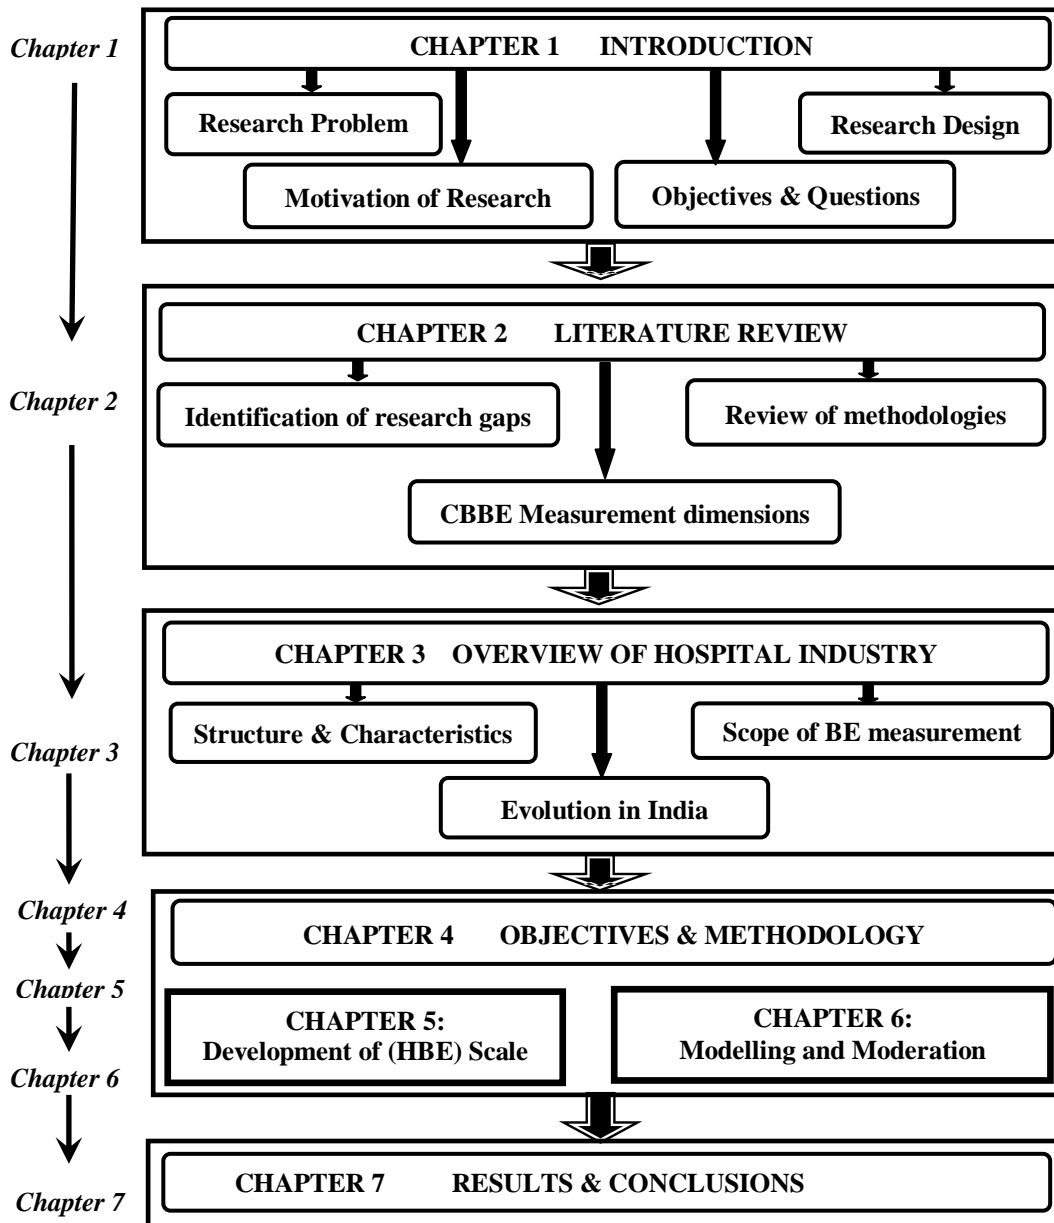 Chapter 1
CHAPTER 1 INTRODUCTION
Research Problem
Research Design
Motivation of Research
Objectives & Questions
CHAPTER 2 LITERATURE REVIEW
Chapter 2
Identification of research gaps
Review of methodologies
CBBE Measurement dimensions
CHAPTER 3 OVERVIEW OF HOSPITAL INDUSTRY
Structure & Characteristics
Scope of BE measurement
Chapter 3
Evolution in India
Chapter 4
CHAPTER 4 OBJECTIVES & METHODOLOGY
Chapter 5
CHAPTER 5:
Development of (HBE) Scale
CHAPTER 6:
Modelling and Moderation
Chapter 6
CHAPTER 7 RESULTS & CONCLUSIONS
Chapter 7